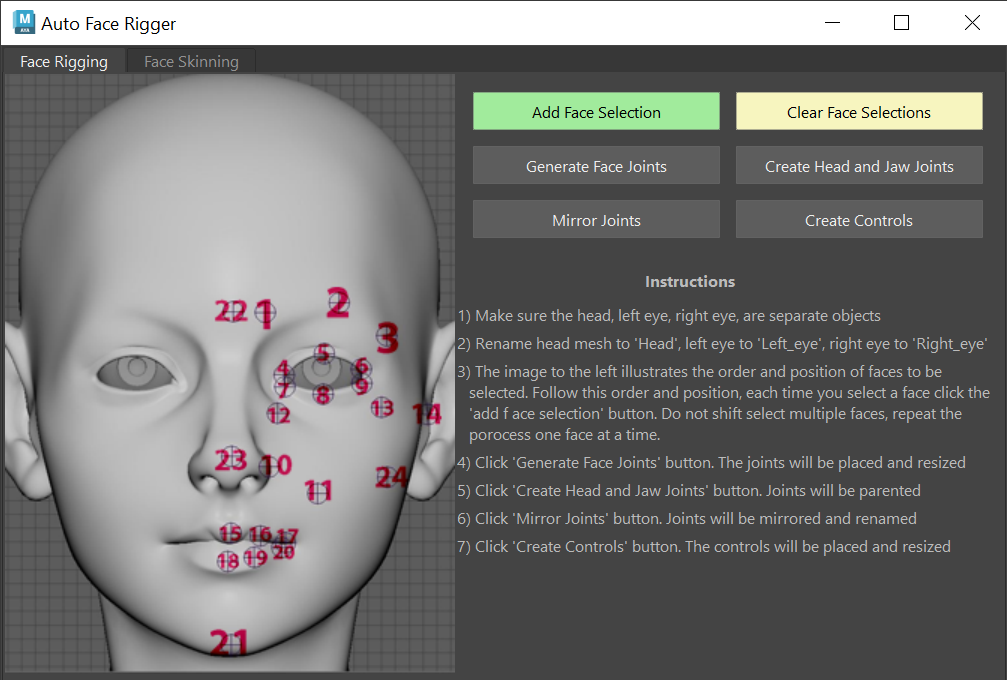 M
AYA
Auto Face Rigger
Face Rigging
Face Skinning
Add Face Selection
Clear Face Selections
Generate Face Joints
Create Head and Jaw Joints
Mirror Joints
Create Controls
22 1 2
3
4 5 6
7 8 9
12 13 14
23 10
11 24
15 16 17
18 19 20
21
Instructions
1) Make sure the head, left eye, right eye, are separate objects
2) Rename head mesh to 'Head', left eye to 'Left_eye', right eye to 'Right_eye'
3) The image to the left illustrates the order and position of faces to be
selected. Follow this order and position, each time you select a face click the
'add f ace selection' button. Do not shift select multiple faces, repeat the
porocess one face at a time.
4) Click 'Generate Face Joints' button. The joints will be placed and resized
5) Click 'Create Head and Jaw Joints' button. Joints will be parented
6) Click 'Mirror Joints' button. Joints will be mirrored and renamed
7) Click 'Create Controls' button. The controls will be placed and resized